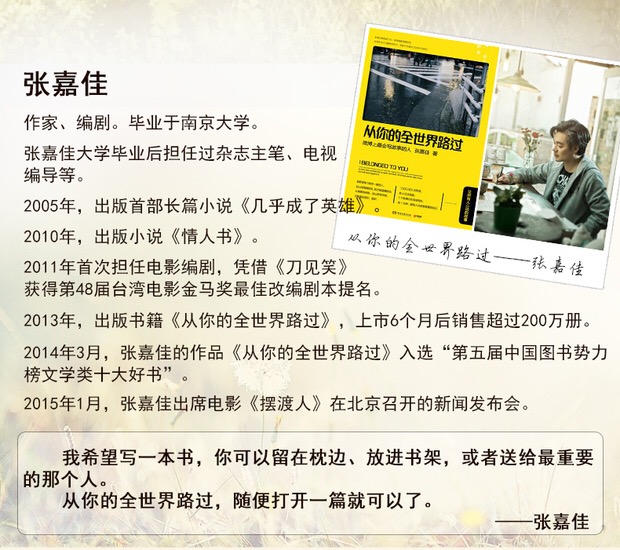 张嘉佳
作家、编剧。毕业于南京大学。
张嘉佳大学毕业后担任过杂志主笔、电视
编导等。
2005年，出版首部长篇小说《几乎成了英雄》。
2010年，出版小说《情人书》。
2011年首次担任电影编剧，凭借《刀见笑》
获得第48届台湾电影金马奖最佳改编剧本提名。
2013年，出版书籍《从你的全世界路过》，上市6个月后销售超过200万册。
2014年3月，张嘉佳的作品《从你的全世界路过》入选“第五届中国图书势力
榜文学类十大好书”。
2015年1月，张嘉佳出席电影《摆渡人》在北京召开的新闻发布会。
从你的全世界路过
微博上最会写故事的人 张嘉佳 著
I BELONGED TO YOU
从你的全世界路过——张嘉佳
我希望写一本书，你可以留在枕边、放进书架，或者送给最重要
的那个人。
从你的全世界路过，随便打开一篇就可以了。
——张嘉佳